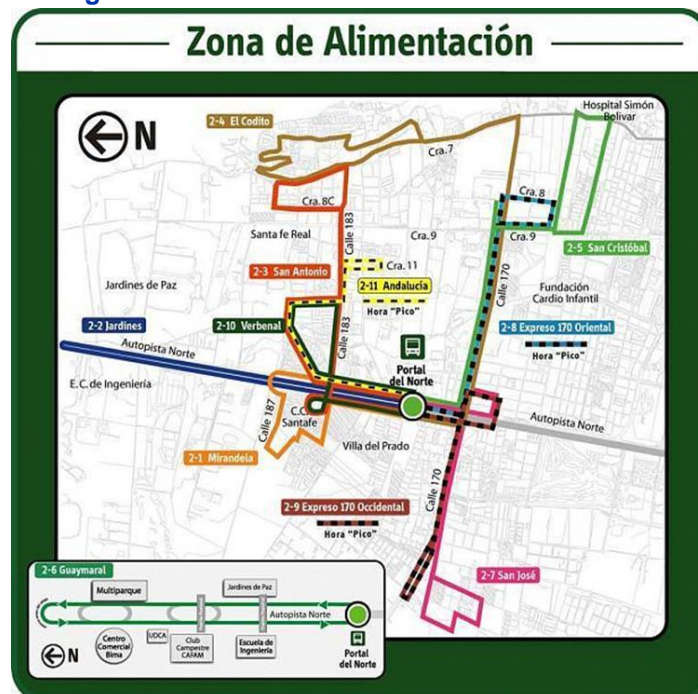 Zona de Alimentación
N
2-4 El Codito
Hospital Simón
Bolivar
Cra.7
Cra. 8C
Cra. 8
Santa fe Real
Calle 183
Cra.9
Cra.9
2-5 San Cristóbal
2-3 San Antonio
Cra.11
Jardines de Paz
2-11 Andalucía
Hora "Pico"
Calle 170
Fundación
Cardio Infantil
2-2 Jardines
2-10 Verbenal
Calle 183
2-8 Expreso 170 Oriental
Hora "Pico"
Autopista Norte
Portal
del Norte
E.C. de Ingeniería
C.C.
Santafe
Autopista Norte
Calle 187
Villa del Prado
2-1 Mirandela
Calle 170
2-9 Expreso 170 Occidental
Hora "Pico"
2-7 San José
2-6 Guaymaral
Multiparque
Jardines de Paz
Autopista Norte
N
Centro
Comercial
Bima
UDCA
Club
Campestre
CAFAM
Escuela de
Ingeniería
Portal
del Norte